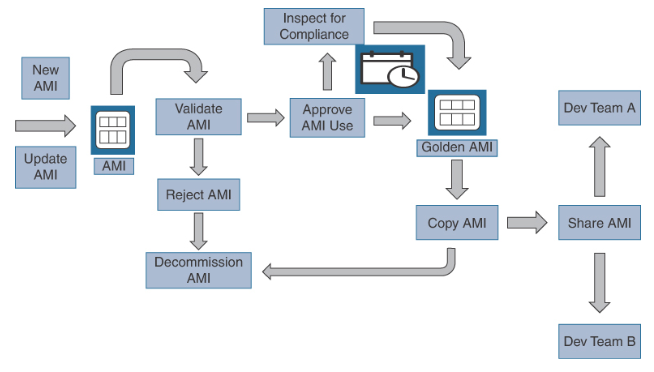 Inspect for
Compliance
New
AMI
Update
AMI
AMI
Validate
AMI
Approve
AMI Use
Golden AMI
Dev Team A
Reject AMI
Copy AMI
Share AMI
Decommission
AMI
Dev Team B